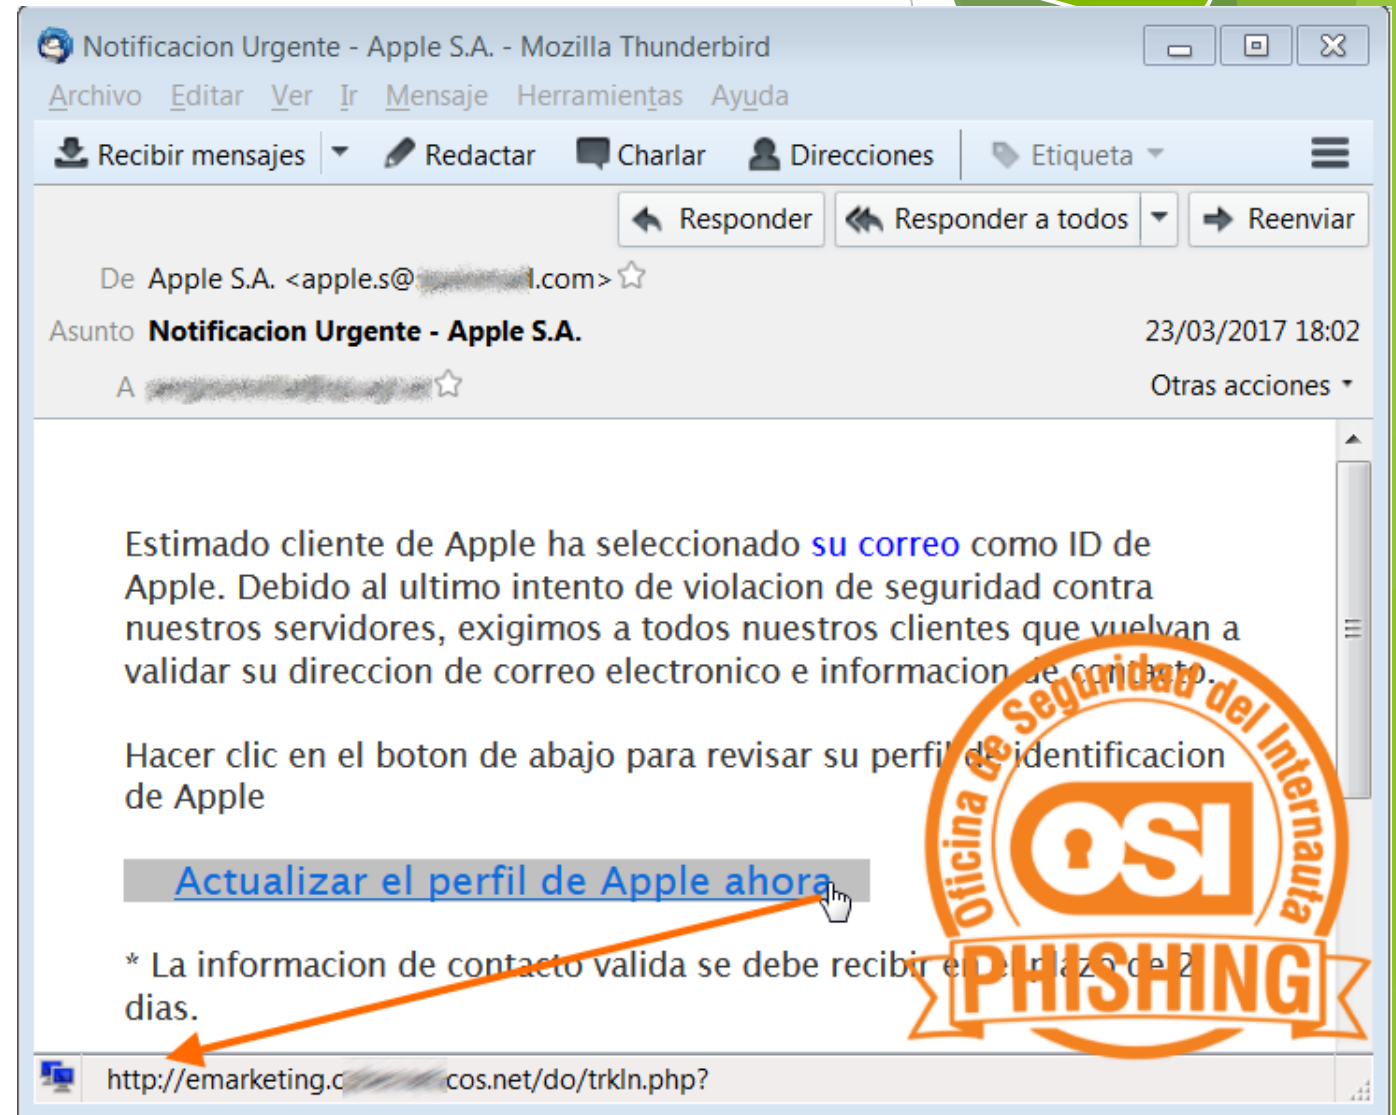 Notificacion Urgente - Apple S.A. - Mozilla Thunderbird
Archivo Editar Ver Ir Mensaje Herramientas Ayuda
Recibir mensajes Redactar Charlar Direcciones Etiqueta
Responder Responder a todos Reenviar
De Apple S.A. <apple.s@ l.com>
Asunto Notificacion Urgente - Apple S.A. 23/03/2017 18:02
A Otras acciones
Estimado cliente de Apple ha seleccionado su correo como ID de
Apple. Debido al ultimo intento de violacion de seguridad contra
nuestros servidores, exigimos a todos nuestros clientes que vuelvan a
validar su direccion de correo electronico e informacion de contacto.
Hacer clic en el boton de abajo para revisar su perfil de identificacion
de Apple
Actualizar el perfil de Apple ahora
* La informacion de contacto valida se debe recibir en el plazo de 2
dias.
Oficina de Seguridad del Internauta
OSI
PHISHING
http://emarketing.c cos.net/do/trkln.php?